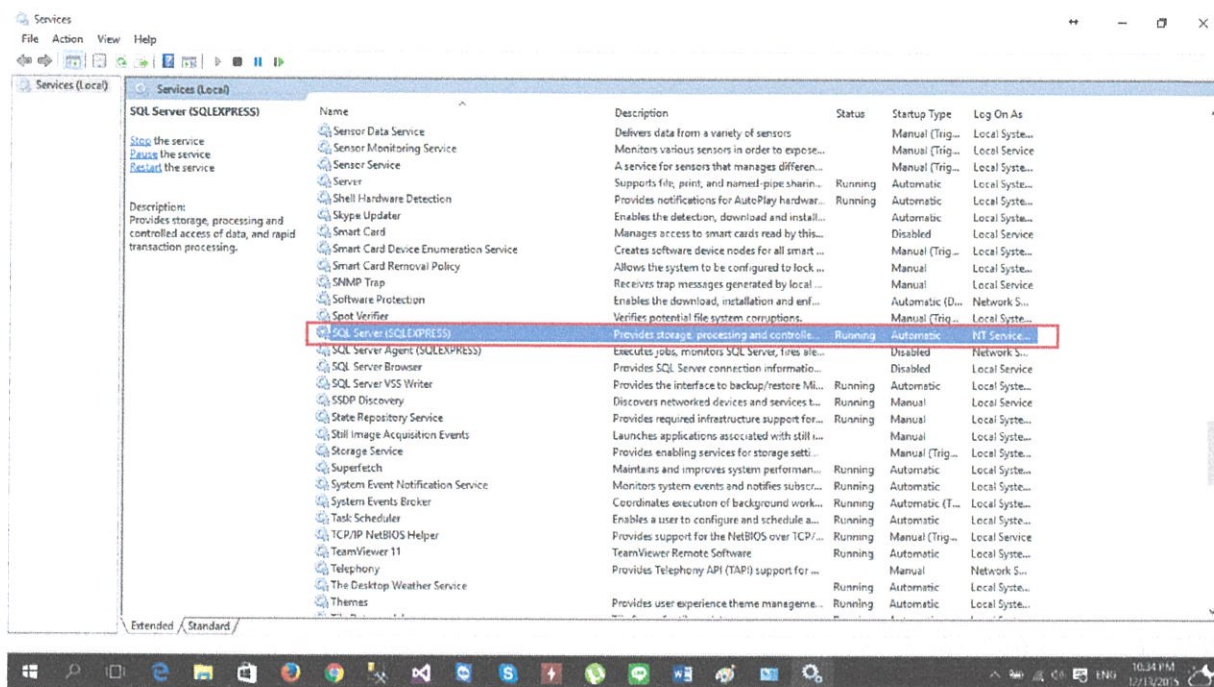 Services
File Action View Help
Services (Local)
Services (Local)
SQL Server (SQLEXPRESS)
Stop the service
Pause the service
Restart the service
Description:
Provides storage, processing and
controlled access of data, and rapid
transaction processing.
Name Description Status Startup Type Log On As
Sensor Data Service Delivers data from a variety of sensors Manual (Trig... Local Syste...
Sensor Monitoring Service Monitors various sensors in order to expose... Manual (Trig... Local Service
Sensor Service A service for sensors that manages differen... Manual (Trig... Local Syste...
Server Supports file, print, and named-pipe sharin... Running Automatic Local Syste...
Shell Hardware Detection Provides notifications for AutoPlay hardwar... Running Automatic Local Syste...
Skype Updater Enables the detection, download and install... Automatic Local Syste...
Smart Card Manages access to smart cards read by this... Disabled Local Service
Smart Card Device Enumeration Service Creates software device nodes for all smart ... Manual (Trig... Local Syste...
Smart Card Removal Policy Allows the system to be configured to lock ... Manual Local Syste...
SNMP Trap Receives trap messages generated by local ... Manual Local Service
Software Protection Enables the download, installation and enf... Automatic (D... Network S...
Spot Verifier Verifies potential file system corruptions. Manual (Trig... Local Syste...
SQL Server (SQLEXPRESS) Provides storage, processing and controlle... Running Automatic NT Service...
SQL Server Agent (SQLEXPRESS) Executes jobs, monitors SQL Server, fires ale... Disabled Network S...
SQL Server Browser Provides SQL Server connection informatio... Disabled Local Service
SQL Server VSS Writer Provides the interface to backup/restore Mi... Running Automatic Local Syste...
SSDP Discovery Discovers networked devices and services t... Running Manual Local Service
State Repository Service Provides required infrastructure support for... Running Manual Local Syste...
Still Image Acquisition Events Launches applications associated with still i... Manual Local Syste...
Storage Service Provides enabling services for storage setti... Manual (Trig... Local Syste...
Superfetch Maintains and improves system performan... Running Automatic Local Syste...
System Event Notification Service Monitors system events and notifies subscr... Running Automatic Local Syste...
System Events Broker Coordinates execution of background work... Running Automatic (T... Local Syste...
Task Scheduler Enables a user to configure and schedule a... Running Automatic Local Syste...
TCP/IP NetBIOS Helper Provides support for the NetBIOS over TCP/... Running Manual (Trig... Local Service
TeamViewer 11 TeamViewer Remote Software Running Automatic Local Syste...
Telephony Provides Telephony API (TAPI) support for ... Manual Network S...
The Desktop Weather Service Running Automatic Local Syste...
Themes Provides user experience theme manageme... Running Automatic Local Syste...
Extended Standard
ENG 10:34 PM
12/13/2015